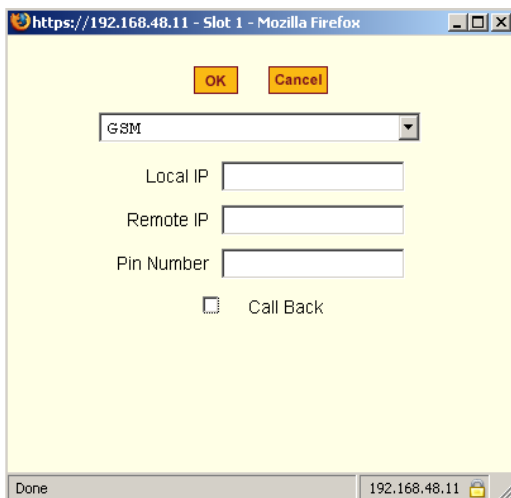 https://192.168.48.11 - Slot 1 - Mozilla Firefox
OK Cancel
GSM
Local IP
Remote IP
Pin Number
Call Back
Done 192.168.48.11